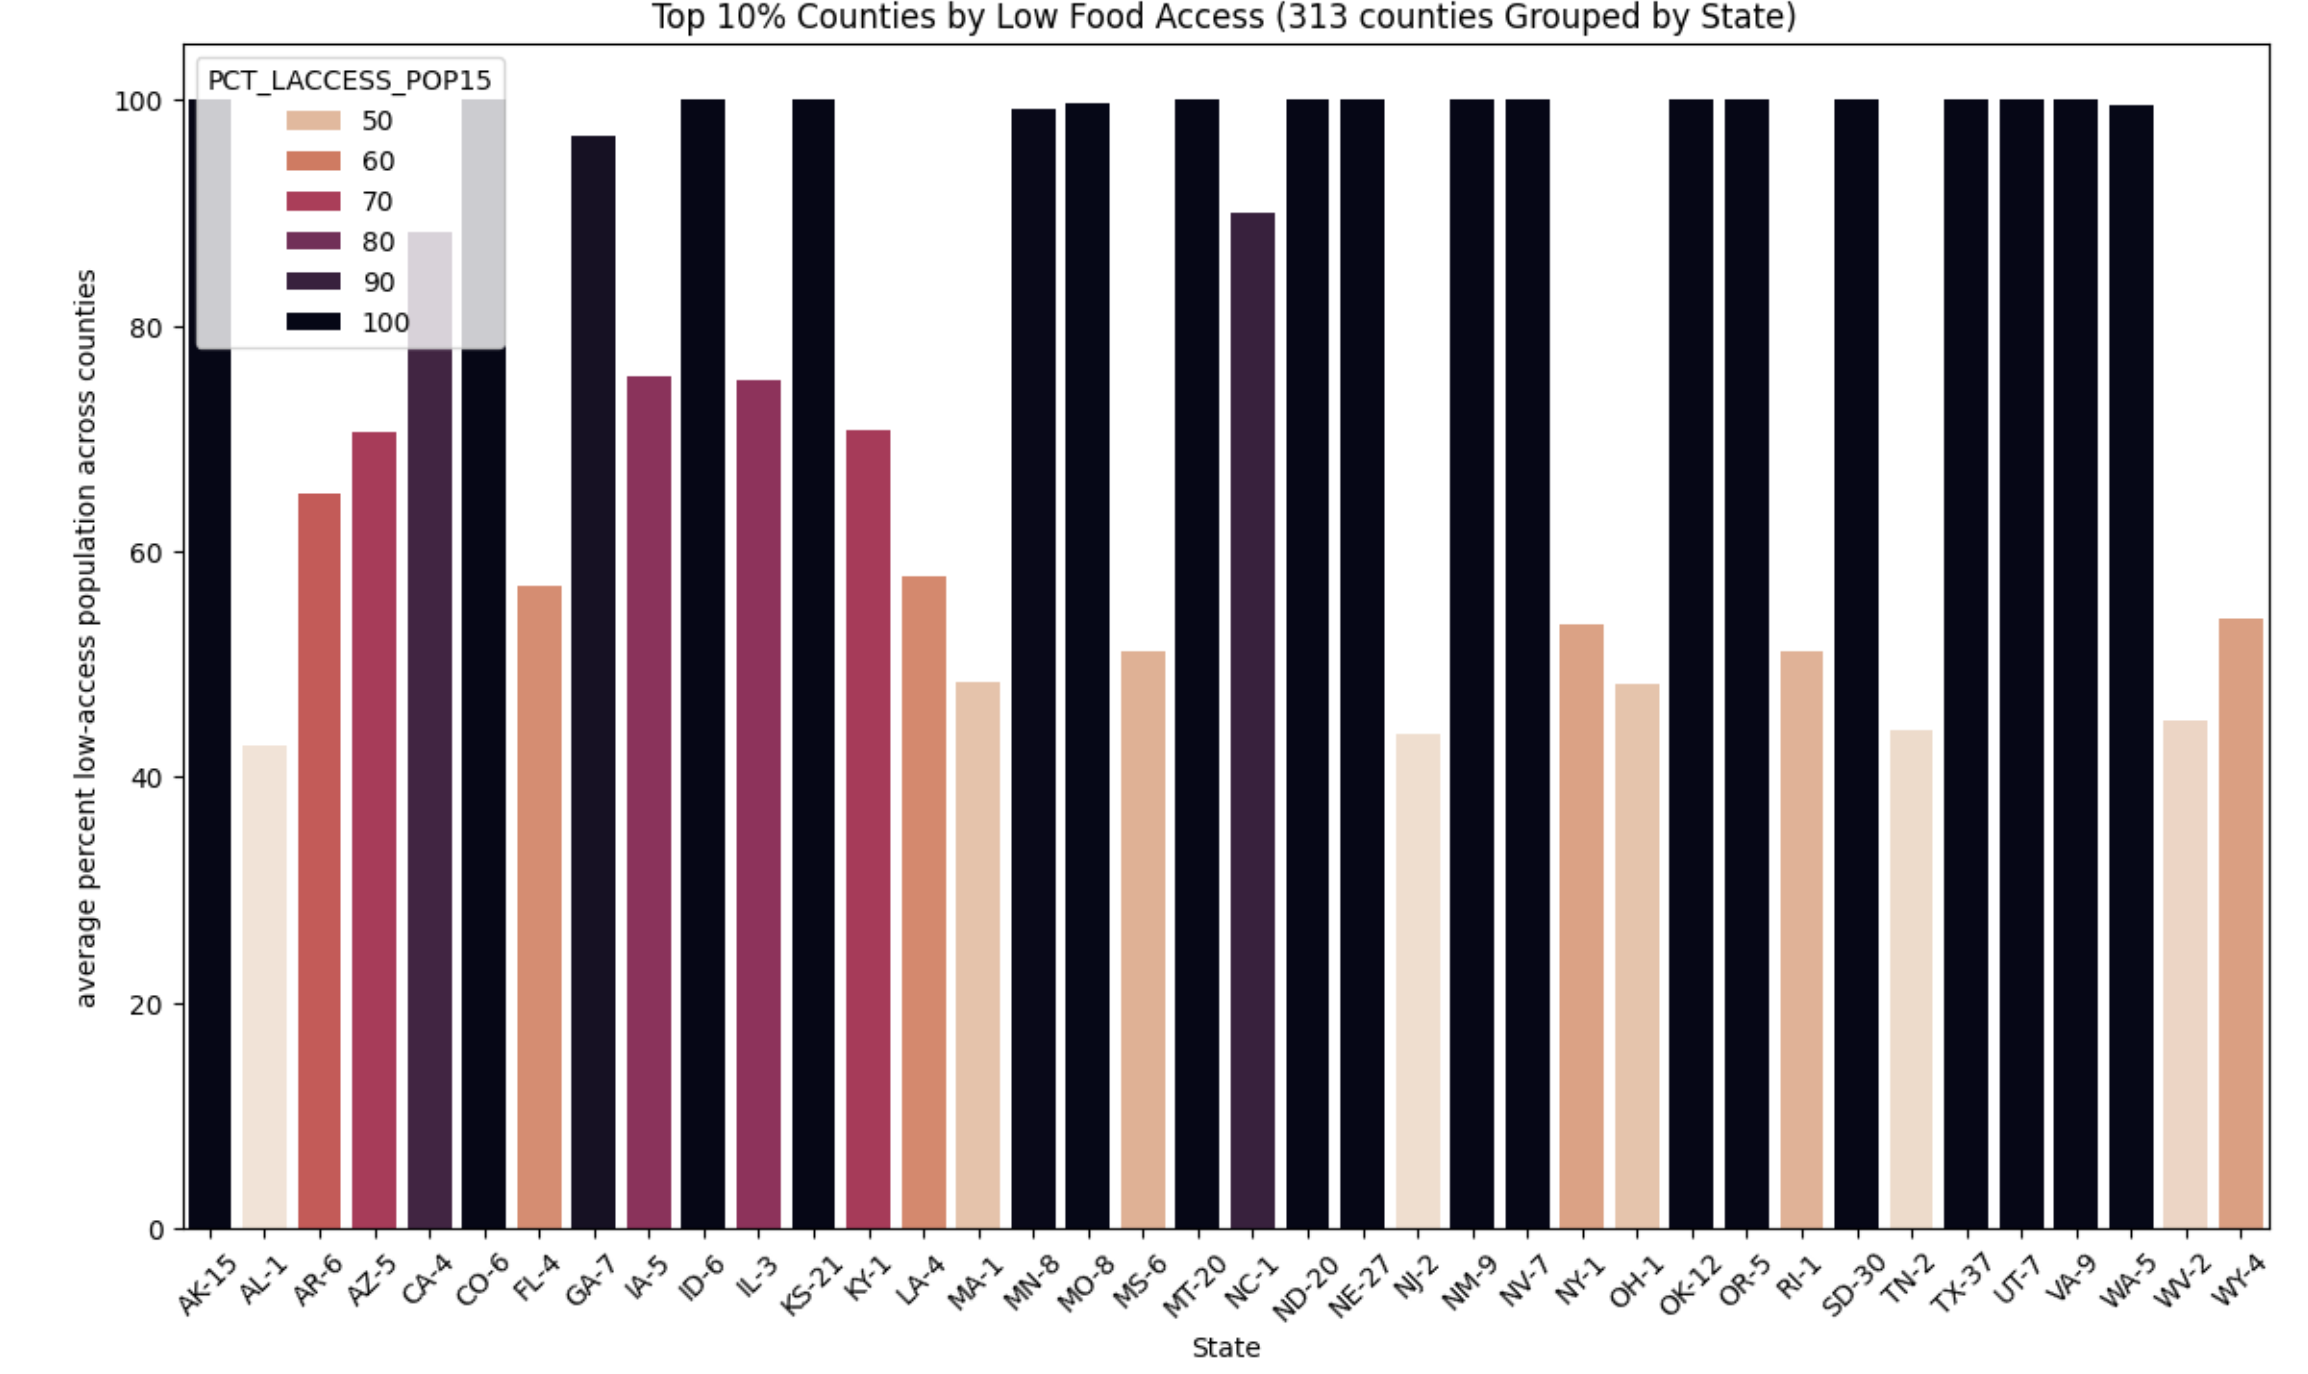 Top 10% Counties by Low Food Access (313 counties Grouped by State)
PCT_LACCESS_POP15
50
60
70
80
90
100
average percent low-access population across counties
100
80
60
40
20
0
AK-15 AL-1 AR-6 AZ-5 CA-4 CO-6 FL-4 GA-7 IA-5 ID-6 IL-3 KS-21 KY-1 LA-4 MA-1 MN-8 MO-8 MS-6 MT-20 NC-1 ND-20 NE-27 NJ-2 NM-9 NV-7 NY-1 OH-1 OK-12 OR-5 RI-1 SD-30 TN-2 TX-37 UT-7 VA-9 WA-5 WV-2 WY-4
State